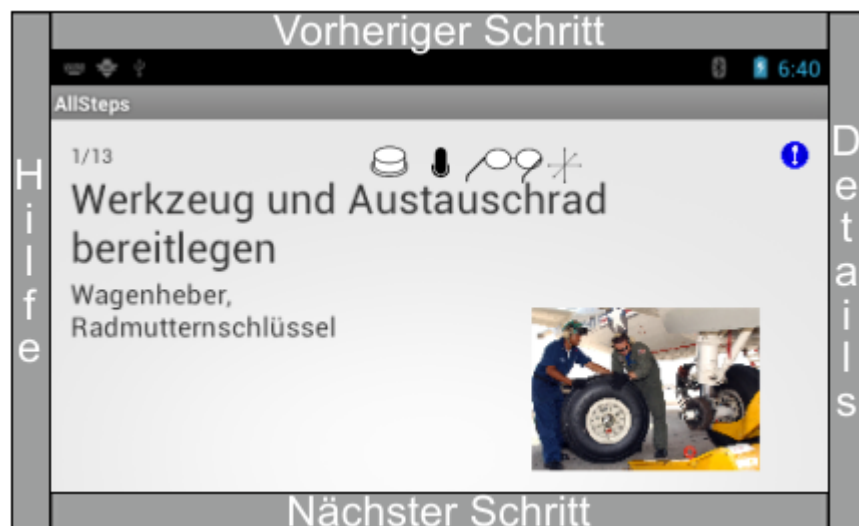 Vorheriger Schritt
6:40
AllSteps
1/13
Werkzeug und Austauschrad
bereitlegen
Wagenheber,
Radmutternschlüssel
Hilfe
Details
Nächster Schritt